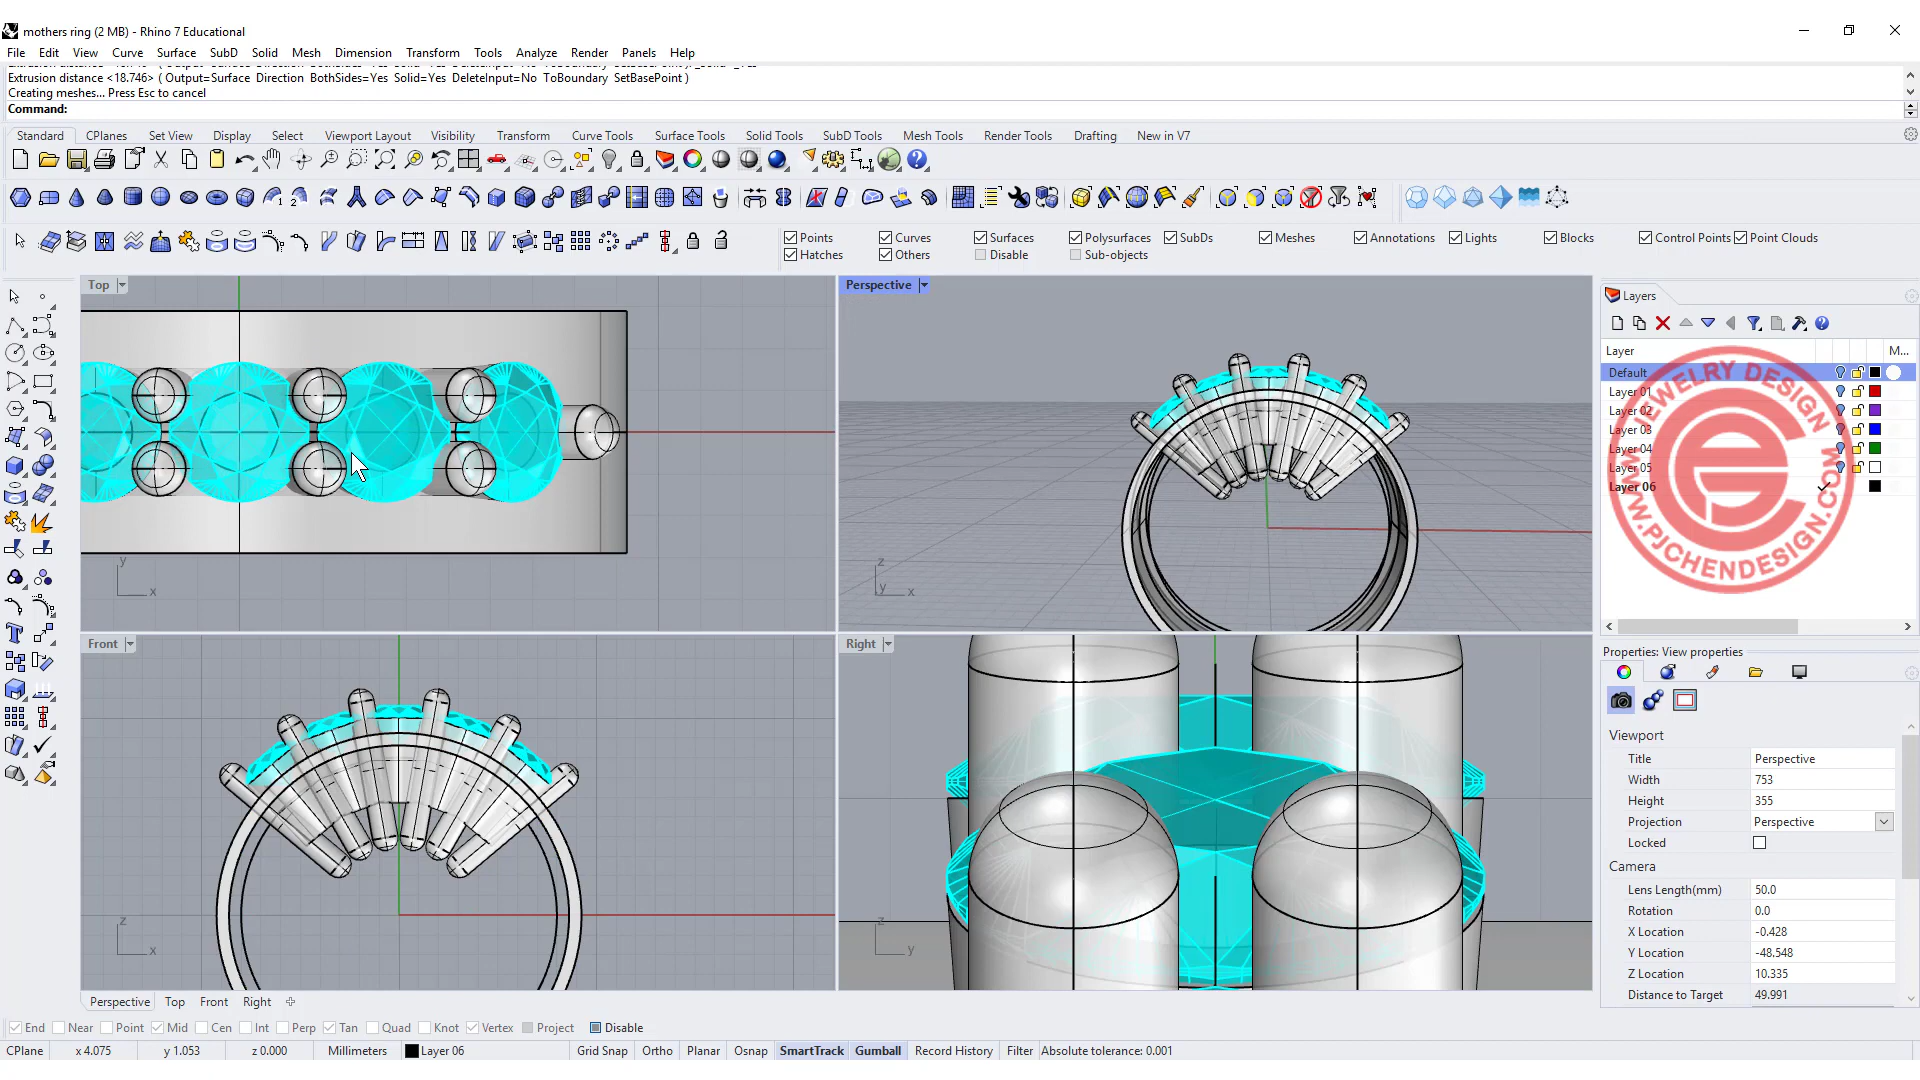 mothers ring (2 MB) - Rhino 7 Educational
File Edit View Curve Surface SubD Solid Mesh Dimension Transform Tools Analyze Render Panels Help
Extrusion distance <18.746> ( Output=Surface Direction BothSides=Yes Solid=Yes DeleteInput=No ToBoundary SetBasePoint )
Creating meshes... Press Esc to cancel
Command:
Standard CPlanes Set View Display Select Viewport Layout Visibility Transform Curve Tools Surface Tools Solid Tools SubD Tools Mesh Tools Render Tools Drafting New in V7
Points Curves Surfaces Polysurfaces SubDs Meshes Annotations Lights Blocks Control Points Point Clouds
Hatches Others Disable Sub-objects
Top
Perspective
Layers
Layer M...
Default
Layer 01
Layer 02
Layer 03
Layer 04
Layer 05
Layer 06
JEWELRY DESIGN
WWW.PJCHENDESIGN.COM
y
x
z
y
x
Front
Right
z
x
z
y
Properties: View properties
Viewport
Title Perspective
Width 753
Height 355
Projection Perspective
Locked
Camera
Lens Length(mm) 50.0
Rotation 0.0
X Location -0.428
Y Location -48.548
Z Location 10.335
Distance to Target 49.991
Perspective Top Front Right
End Near Point Mid Cen Int Perp Tan Quad Knot Vertex Project Disable
CPlane x 4.075 y 1.053 z 0.000 Millimeters Layer 06 Grid Snap Ortho Planar Osnap SmartTrack Gumball Record History Filter Absolute tolerance: 0.001